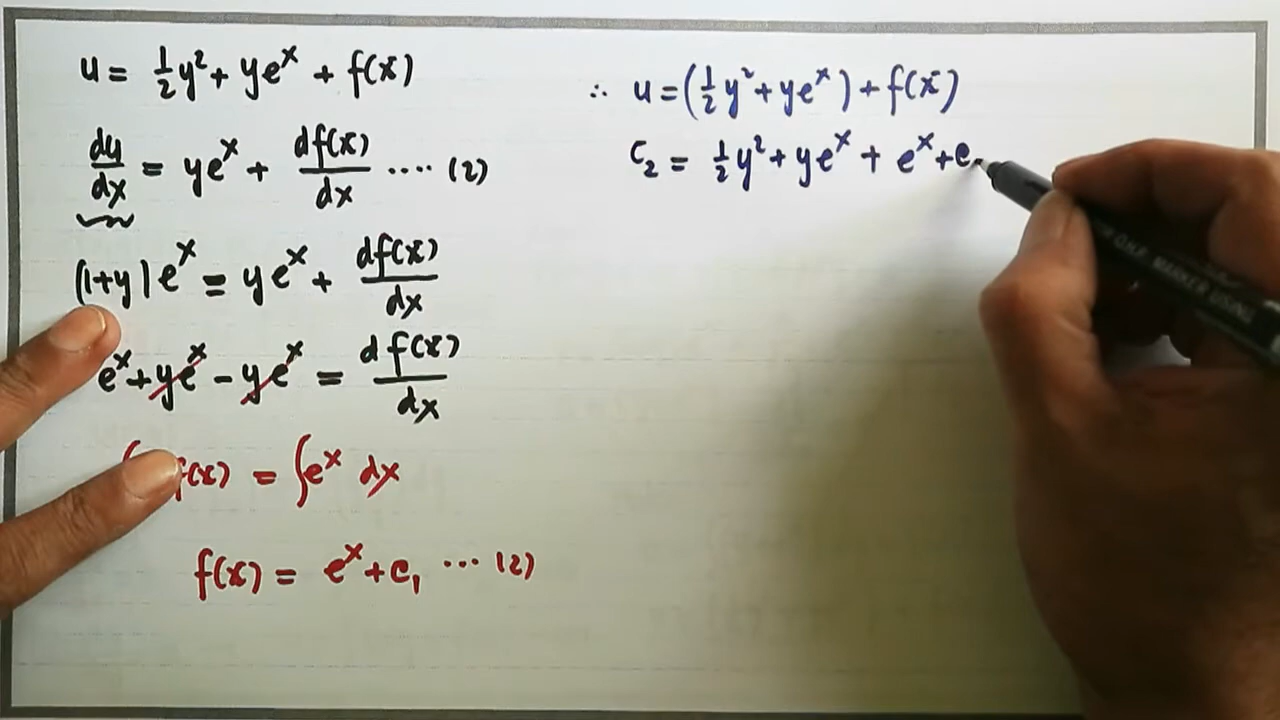 u = ½y² + ye^x + f(x)
du/dx = ye^x + df(x)/dx .... (2)
(1+y)e^x = ye^x + df(x)/dx
e^x + ye^x - ye^x = df(x)/dx
f(x) = ∫e^x dx
f(x) = e^x + c₁ ... (2)
∴ u = (½y² + ye^x) + f(x)
c₂ = ½y² + ye^x + e^x + c